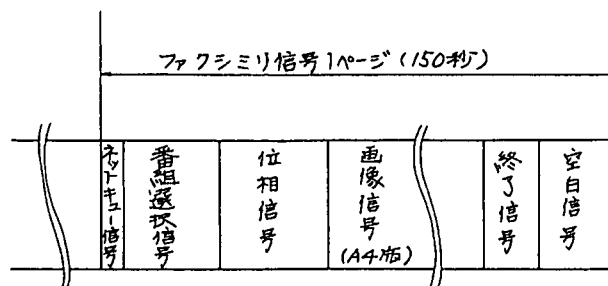 ファクシミリ信号1ページ(150秒)
ネットキュー信号
番組選択信号
位相信号
画像信号
(A4版)
終了信号
空白信号